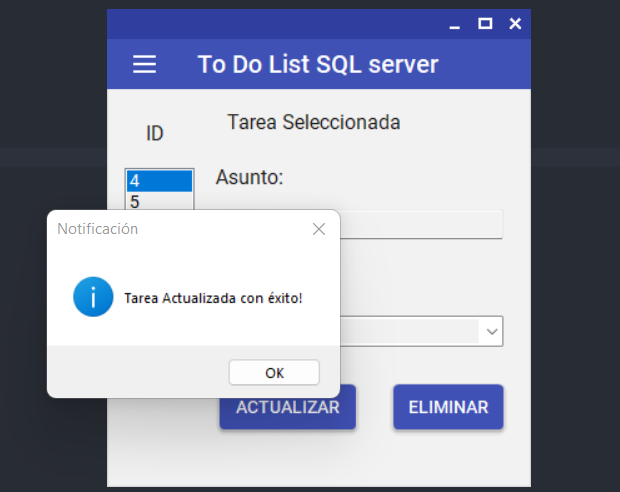 To Do List SQL server
ID
Tarea Seleccionada
4
5
Asunto:
Notificación
Tarea Actualizada con éxito!
OK
ACTUALIZAR
ELIMINAR